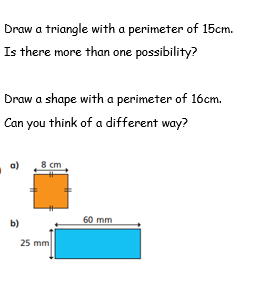 Draw a triangle with a perimeter of 15cm.
Is there more than one possibility?
Draw a shape with a perimeter of 16cm.
Can you think of a different way?
a) 8 cm
b) 60 mm
25 mm